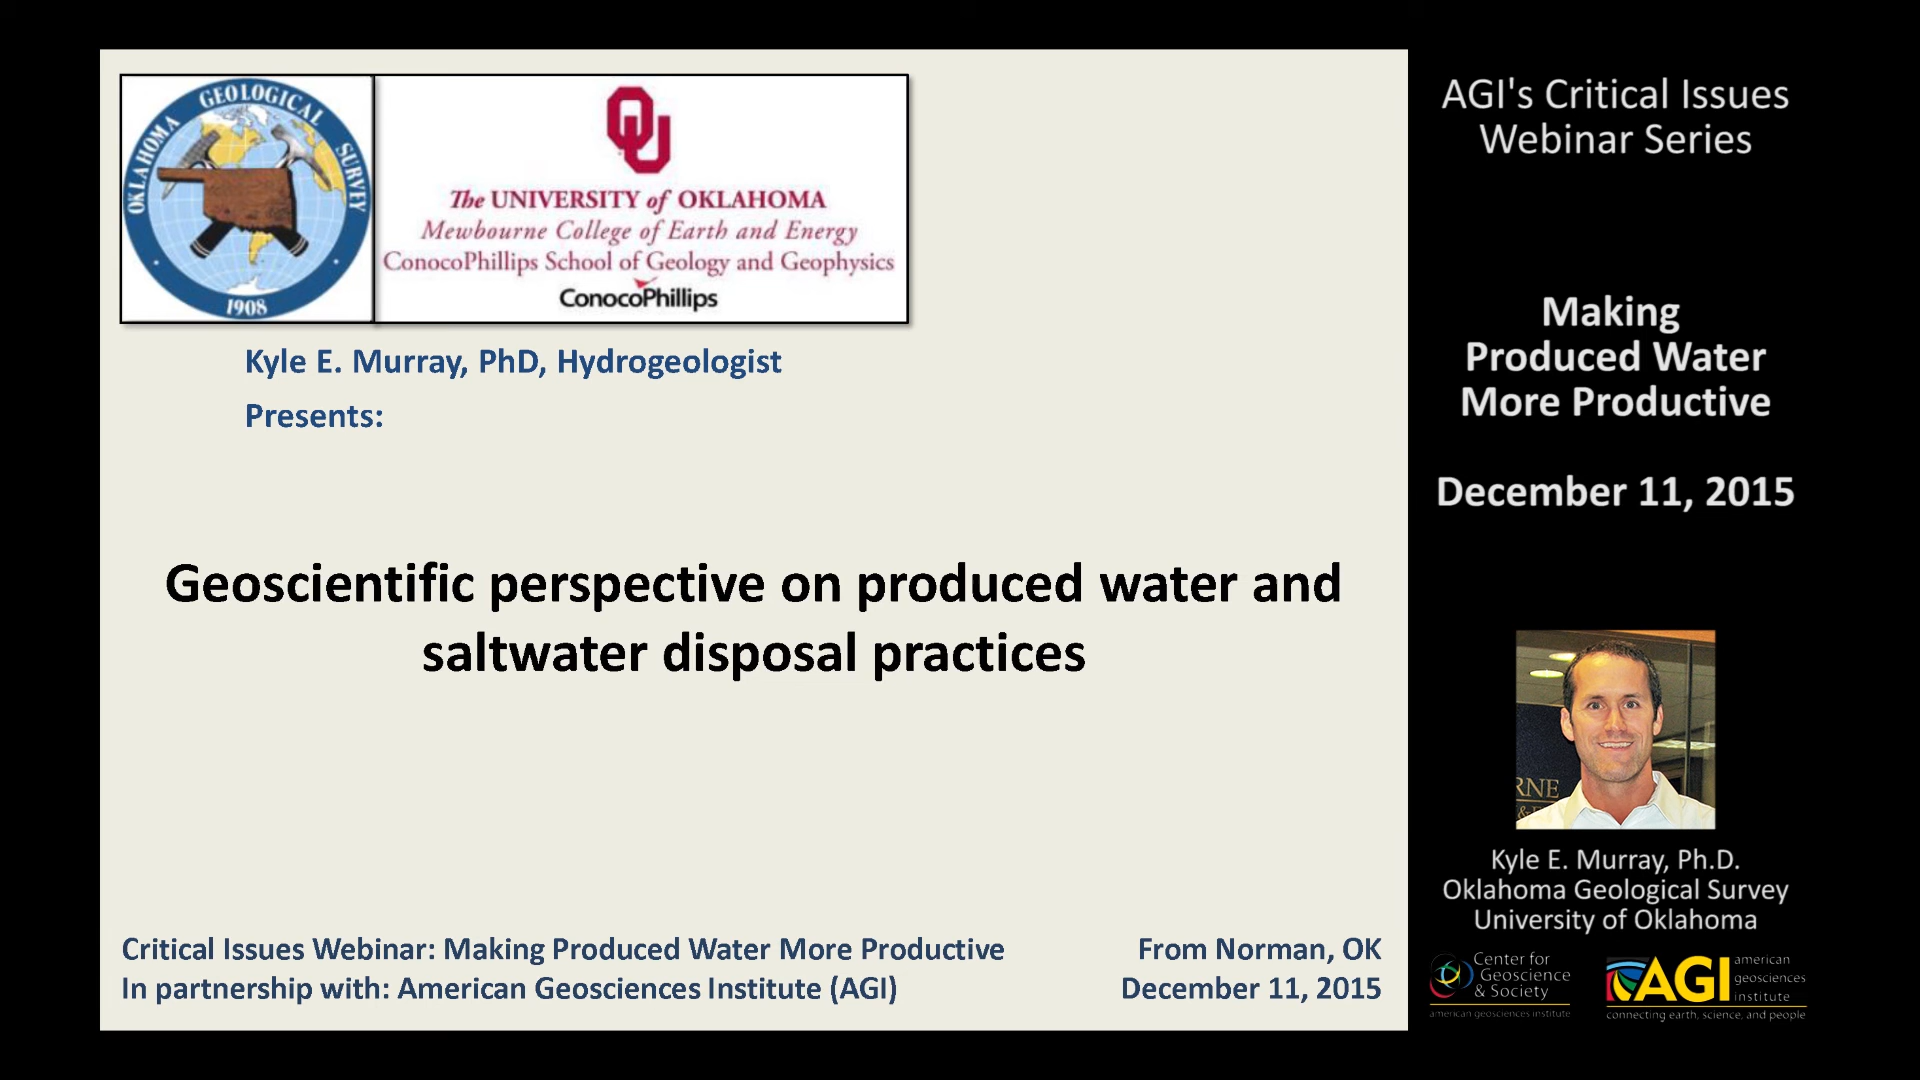 OKLAHOMA GEOLOGICAL SURVEY
1908
OU
The UNIVERSITY of OKLAHOMA
Mewbourne College of Earth and Energy
ConocoPhillips School of Geology and Geophysics
ConocoPhillips
Kyle E. Murray, PhD, Hydrogeologist
Presents:
Geoscientific perspective on produced water and
saltwater disposal practices
Critical Issues Webinar: Making Produced Water More Productive
In partnership with: American Geosciences Institute (AGI)
From Norman, OK
December 11, 2015
AGI's Critical Issues
Webinar Series
Making
Produced Water
More Productive
December 11, 2015
RNE
Kyle E. Murray, Ph.D.
Oklahoma Geological Survey
University of Oklahoma
Center for
Geoscience
& Society
american geosciences institute
AGI
american
geosciences
institute
connecting earth, science, and people